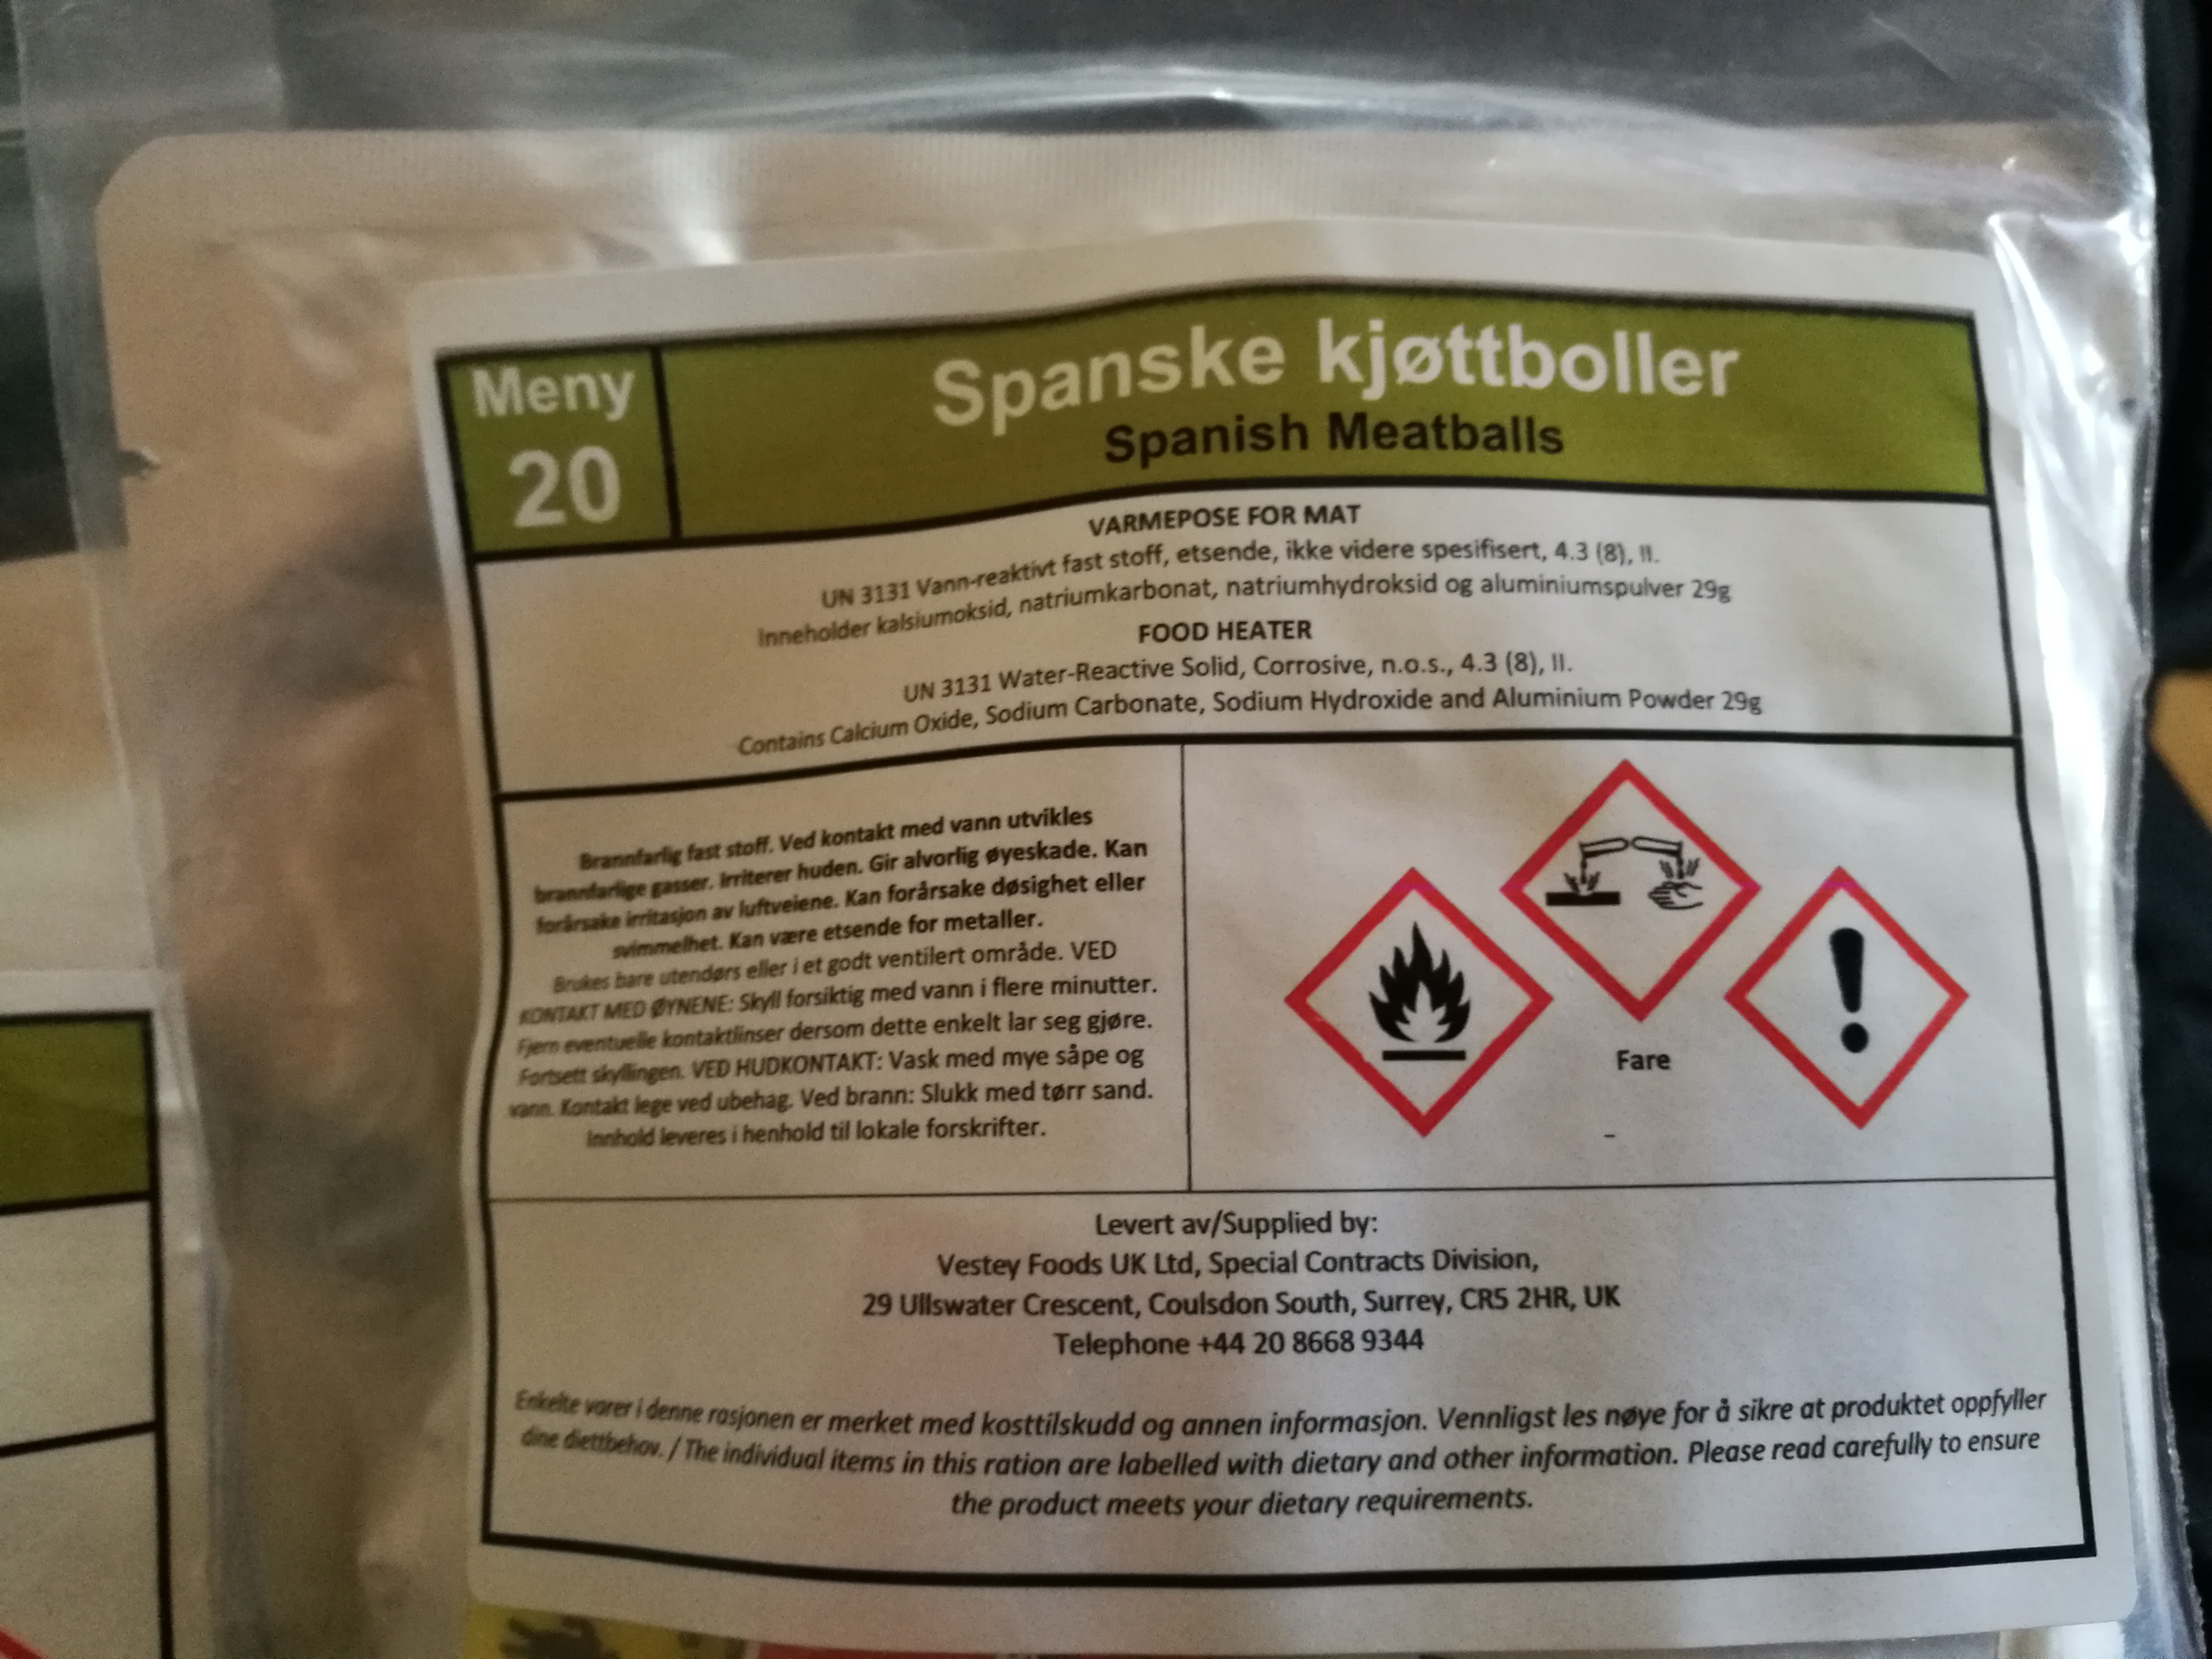 Meny
20
Spanske kjøttboller
Spanish Meatballs
VARMEPOSE FOR MAT
UN 3131 Vann-reaktivt fast stoff, etsende, ikke videre spesifisert, 4.3 (8), II.
Inneholder kalsiumoksid, natriumkarbonat, natriumhydroksid og aluminiumspulver 29g
FOOD HEATER
UN 3131 Water-Reactive Solid, Corrosive, n.o.s., 4.3 (8), II.
Contains Calcium Oxide, Sodium Carbonate, Sodium Hydroxide and Aluminium Powder 29g
Brannfarlig fast stoff. Ved kontakt med vann utvikles
brannfarlige gasser. Irriterer huden. Gir alvorlig øyeskade. Kan
forårsake irritasjon av luftveiene. Kan forårsake døsighet eller
svimmelhet. Kan være etsende for metaller.
Brukes bare utendørs eller i et godt ventilert område. VED
KONTAKT MED ØYNENE: Skyll forsiktig med vann i flere minutter.
Fjern eventuelle kontaktlinser dersom dette enkelt lar seg gjøre.
Fortsett skyllingen. VED HUDKONTAKT: Vask med mye såpe og
vann. Kontakt lege ved ubehag. Ved brann: Slukk med tørr sand.
Innhold leveres i henhold til lokale forskrifter.
Fare
-
Levert av/Supplied by:
Vestey Foods UK Ltd, Special Contracts Division,
29 Ullswater Crescent, Coulsdon South, Surrey, CR5 2HR, UK
Telephone +44 20 8668 9344
Enkelte varer i denne rasjonen er merket med kosttilskudd og annen informasjon. Vennligst les nøye for å sikre at produktet oppfyller
dine diettbehov. / The individual items in this ration are labelled with dietary and other information. Please read carefully to ensure
the product meets your dietary requirements.